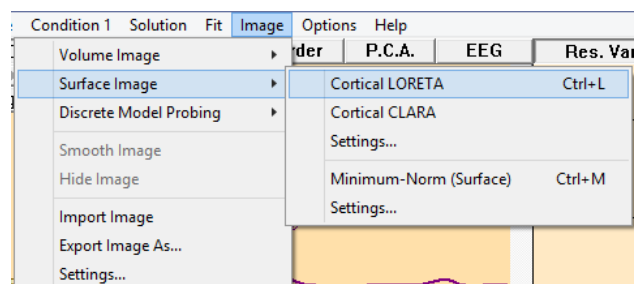 Condition 1 Solution Fit Image Options Help
rder P.C.A. EEG Res. Var
Volume Image
Surface Image
Discrete Model Probing
Smooth Image
Hide Image
Import Image
Export Image As...
Settings...
Cortical LORETA Ctrl+L
Cortical CLARA
Settings...
Minimum-Norm (Surface) Ctrl+M
Settings...